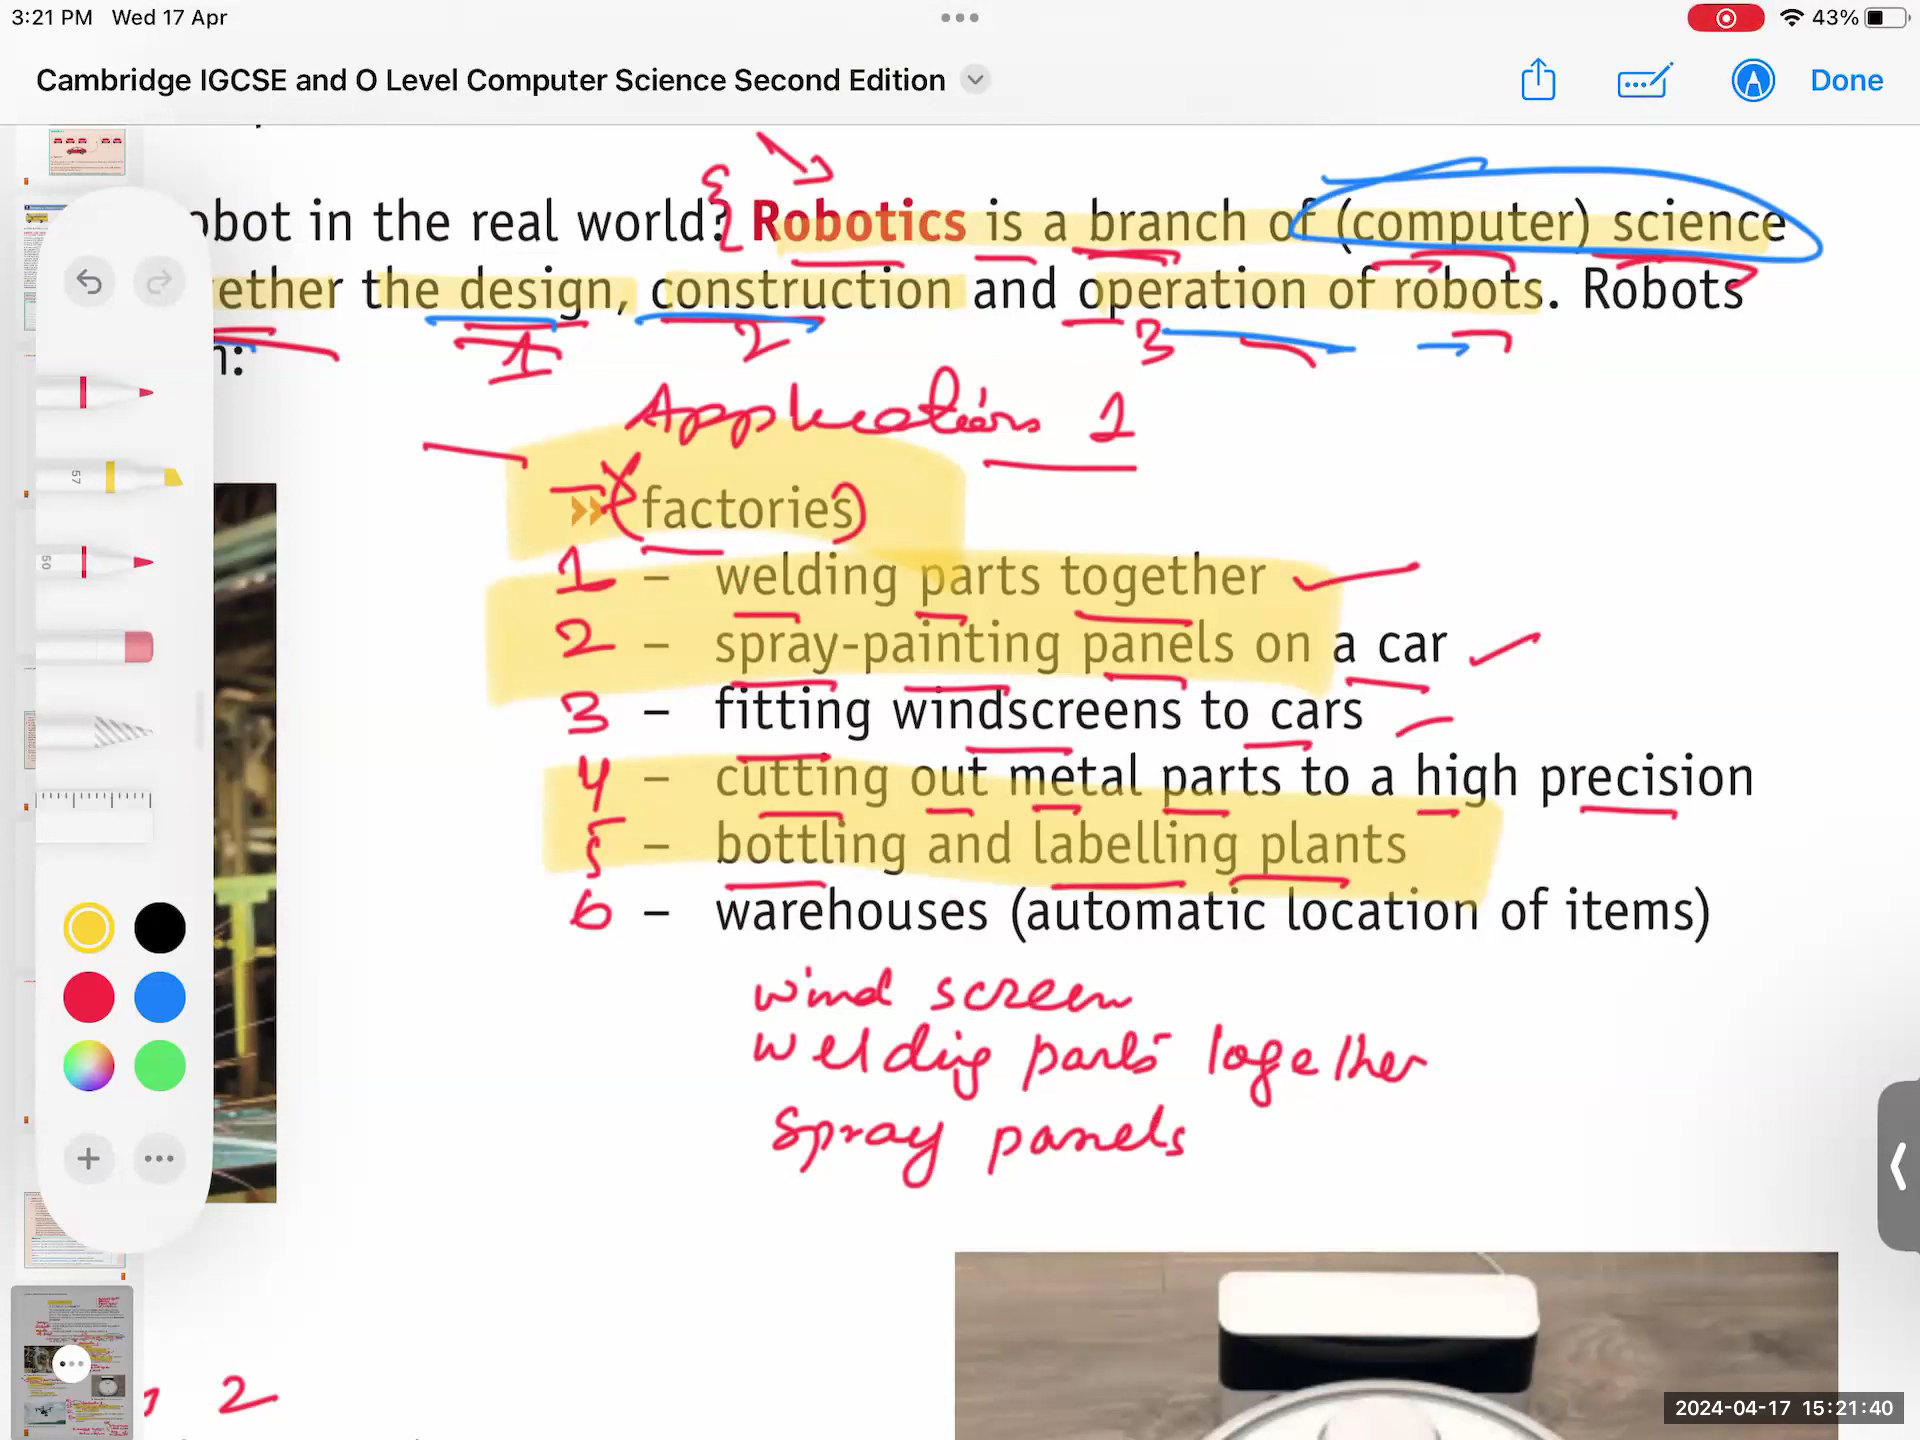 3:21 PM Wed 17 Apr
43%
Cambridge IGCSE and O Level Computer Science Second Edition
Done
obot in the real world? Robotics is a branch of (computer) science
ether the design, construction and operation of robots. Robots
n:
1 2 3
Applications 1
factories
1 – welding parts together
2 – spray-painting panels on a car
3 – fitting windscreens to cars
4 – cutting out metal parts to a high precision
5 – bottling and labelling plants
6 – warehouses (automatic location of items)
wind screen
welding parts together
Spray panels
57
50
2
2024-04-17 15:21:40